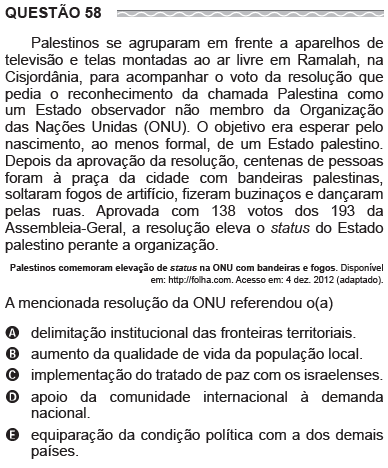 QUESTÃO 58
Palestinos se agruparam em frente a aparelhos de
televisão e telas montadas ao ar livre em Ramalah, na
Cisjordânia, para acompanhar o voto da resolução que
pedia o reconhecimento da chamada Palestina como
um Estado observador não membro da Organização
das Nações Unidas (ONU). O objetivo era esperar pelo
nascimento, ao menos formal, de um Estado palestino.
Depois da aprovação da resolução, centenas de pessoas
foram à praça da cidade com bandeiras palestinas,
soltaram fogos de artifício, fizeram buzinaços e dançaram
pelas ruas. Aprovada com 138 votos dos 193 da
Assembleia-Geral, a resolução eleva o status do Estado
palestino perante a organização.
Palestinos comemoram elevação de status na ONU com bandeiras e fogos. Disponível
em: http://folha.com. Acesso em: 4 dez. 2012 (adaptado).
A mencionada resolução da ONU referendou o(a)
A delimitação institucional das fronteiras territoriais.
B aumento da qualidade de vida da população local.
C implementação do tratado de paz com os israelenses.
D apoio da comunidade internacional à demanda
nacional.
E equiparação da condição política com a dos demais
países.